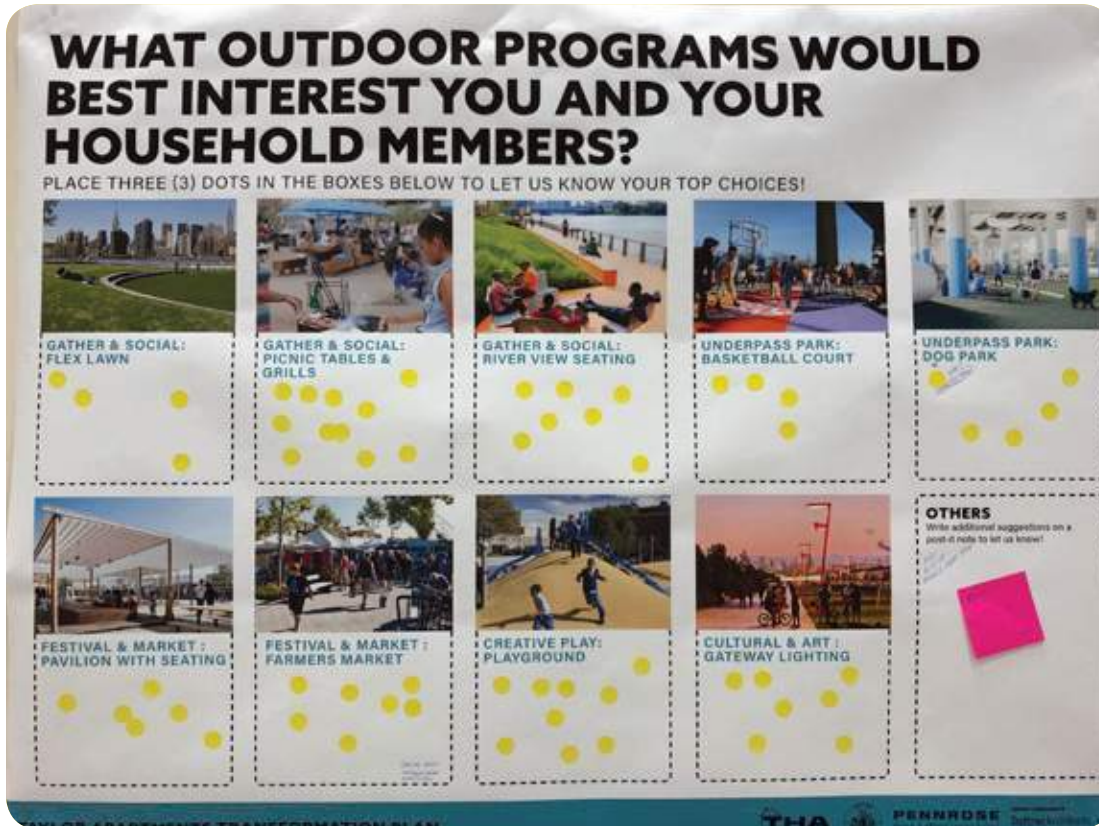 WHAT OUTDOOR PROGRAMS WOULD
BEST INTEREST YOU AND YOUR
HOUSEHOLD MEMBERS?
PLACE THREE (3) DOTS IN THE BOXES BELOW TO LET US KNOW YOUR TOP CHOICES!
GATHER & SOCIAL:
FLEX LAWN
GATHER & SOCIAL:
PICNIC TABLES &
GRILLS
GATHER & SOCIAL:
RIVER VIEW SEATING
UNDERPASS PARK:
BASKETBALL COURT
UNDERPASS PARK:
DOG PARK
FESTIVAL & MARKET :
PAVILION WITH SEATING
FESTIVAL & MARKET :
FARMERS MARKET
CREATIVE PLAY:
PLAYGROUND
CULTURAL & ART :
GATEWAY LIGHTING
OTHERS
Write additional suggestions on a
post-it note to let us know!
APARTMENTS TRANSFORMATION PLAN
THA
PENNROSE